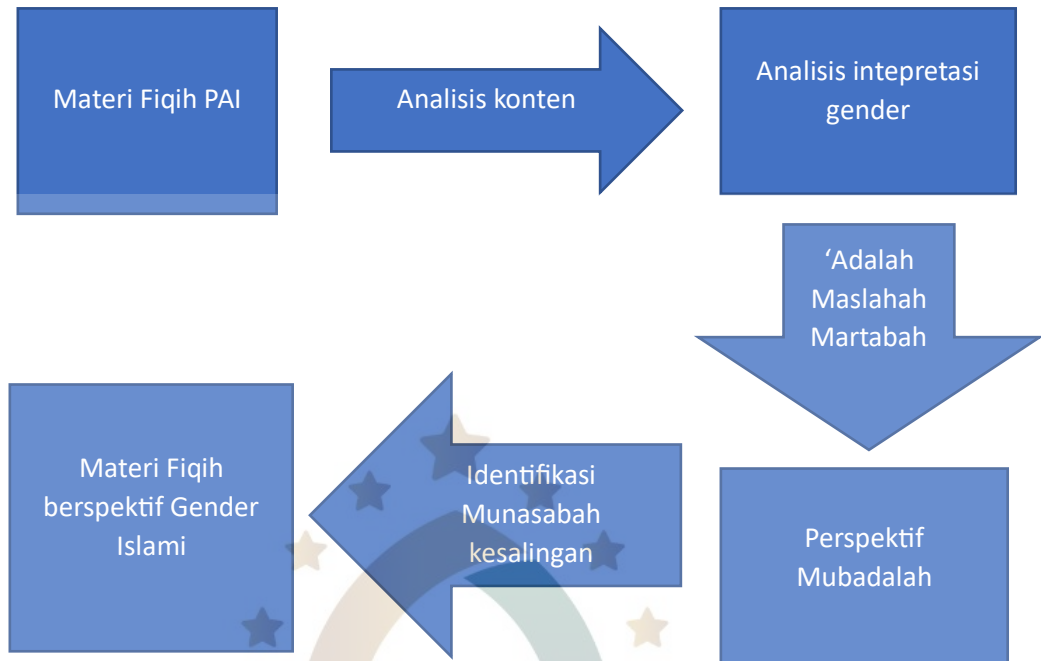 Materi Fiqih PAI
Analisis konten
Analisis intepretasi
gender
‘Adalah
Maslahah
Martabah
Perspektif
Mubadalah
Identifikasi
Munasabah
kesalingan
Materi Fiqih
berspektif Gender
Islami